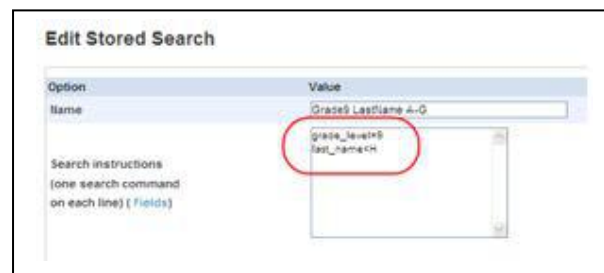 Edit Stored Search
Option Value
Name Grade9 LastName A-G
grade_level=9
last_name<H
Search instructions
(one search command
on each line) ( Fields)